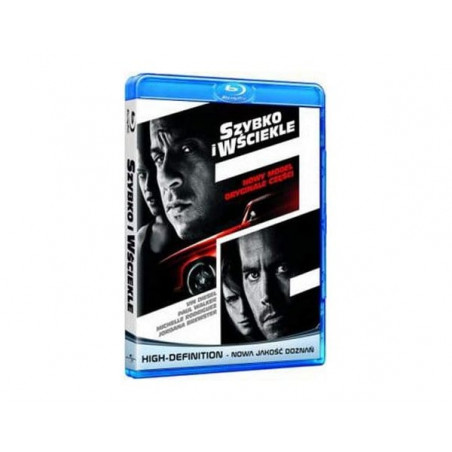 SZYBKO
I WŚCIEKLE
NOWY MODEL
ORYGINALE CZĘŚCI
VIN DIESEL
PAUL WALKER
MICHELLE RODRIGUEZ
JORDANA BREWSTER
HIGH-DEFINITION - NOWA JAKOŚĆ DOZNAŃ
SZYBKO I WŚCIEKLE